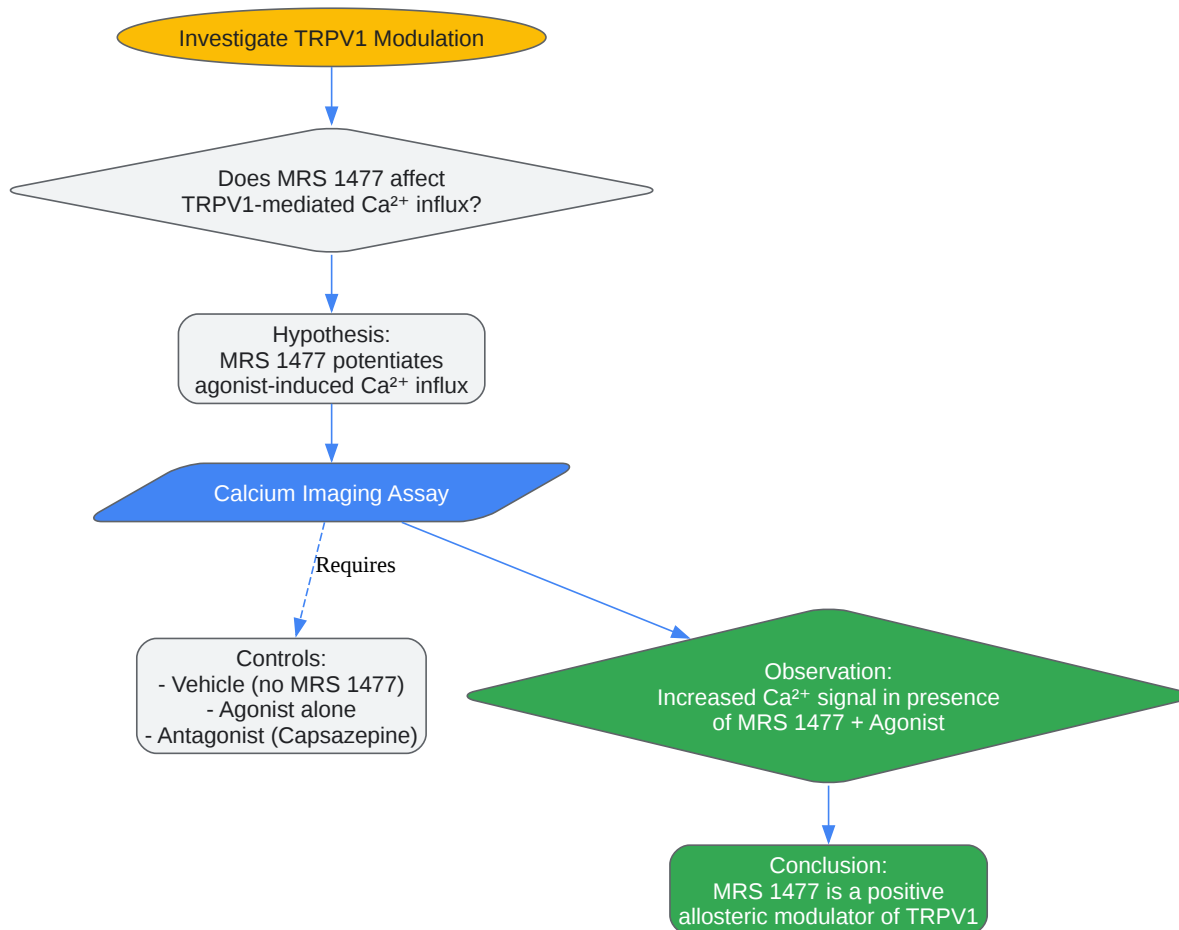 Investigate TRPV1 Modulation
Does MRS 1477 affect
TRPV1-mediated Ca²⁺ influx?
Hypothesis:
MRS 1477 potentiates
agonist-induced Ca²⁺ influx
Calcium Imaging Assay
Requires
Controls:
- Vehicle (no MRS 1477)
- Agonist alone
- Antagonist (Capsazepine)
Observation:
Increased Ca²⁺ signal in presence
of MRS 1477 + Agonist
Conclusion:
MRS 1477 is a positive
allosteric modulator of TRPV1